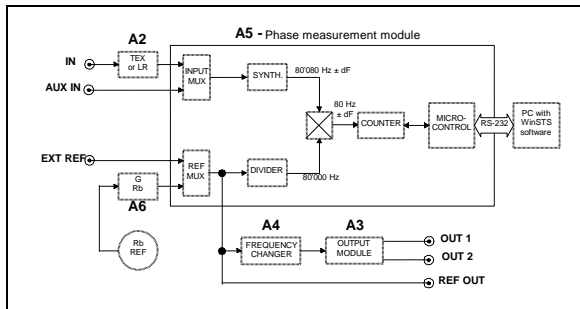 A5 - Phase measurement module
A2
IN
TEX
or LR
AUX IN
INPUT
MUX
SYNTH.
80'080 Hz ± dF
80 Hz
± dF
COUNTER
MICRO-
CONTROL
RS-232
PC with
WinSTS
software
EXT REF
G
Rb
A6
REF
MUX
DIVIDER
80'000 Hz
Rb
REF
A4
FREQUENCY
CHANGER
A3
OUTPUT
MODULE
OUT 1
OUT 2
REF OUT